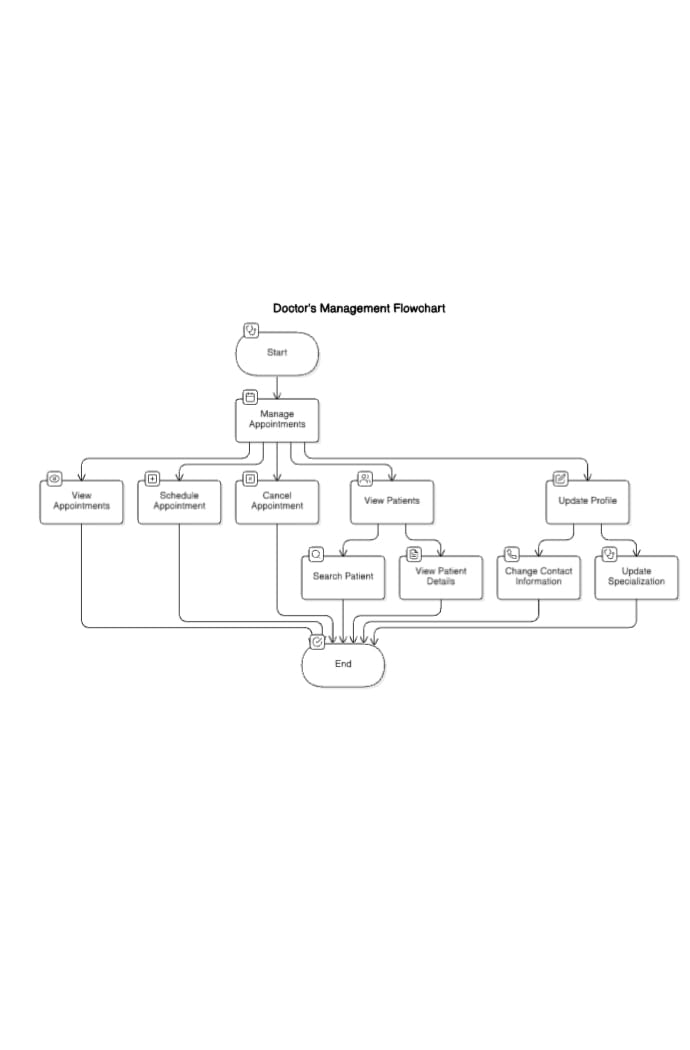 Doctor's Management Flowchart
Start
Manage
Appointments
View
Appointments
Schedule
Appointment
Cancel
Appointment
View Patients
Update Profile
Search Patient
View Patient
Details
Change Contact
Information
Update
Specialization
End